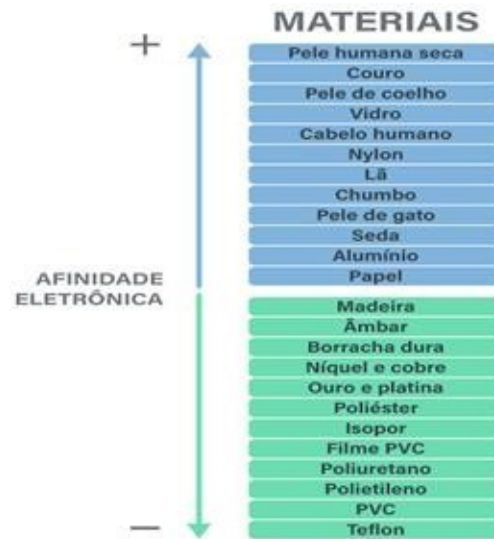 MATERIAIS
+
Pele humana seca
Couro
Pele de coelho
Vidro
Cabelo humano
Nylon
Lã
Chumbo
Pele de gato
Seda
Alumínio
Papel
AFINIDADE
ELETRÔNICA
Madeira
Âmbar
Borracha dura
Níquel e cobre
Ouro e platina
Poliéster
Isopor
Filme PVC
Poliuretano
Polietileno
PVC
Teflon
—